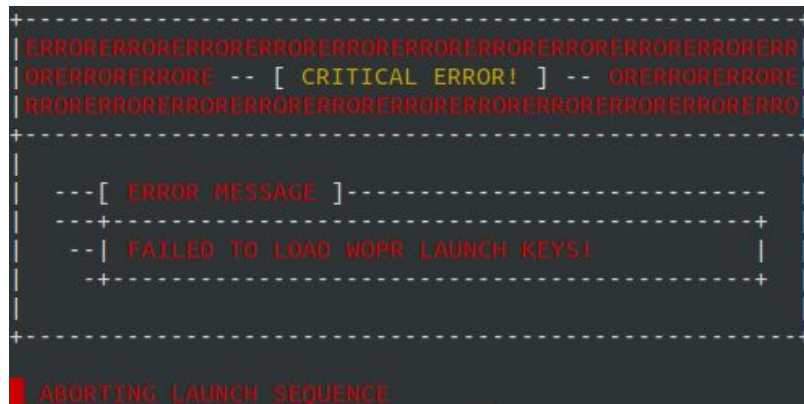 +------------------------------------------------------
|ERRORERRORERRORERRORERRORERRORERRORERRORERRORERRORERR
|ORERRORERRORE -- [ CRITICAL ERROR! ] -- ORERRORERRORE
|RRORERRORERRORERRORERRORERRORERRORERRORERRORERRORERRO
+------------------------------------------------------
|
|  ---[ ERROR MESSAGE ]-----------------------------
|  ---+--------------------------------------------+
|   --| FAILED TO LOAD WOPR LAUNCH KEYS!           |
|    -+--------------------------------------------+
|
+------------------------------------------------------
ABORTING LAUNCH SEQUENCE